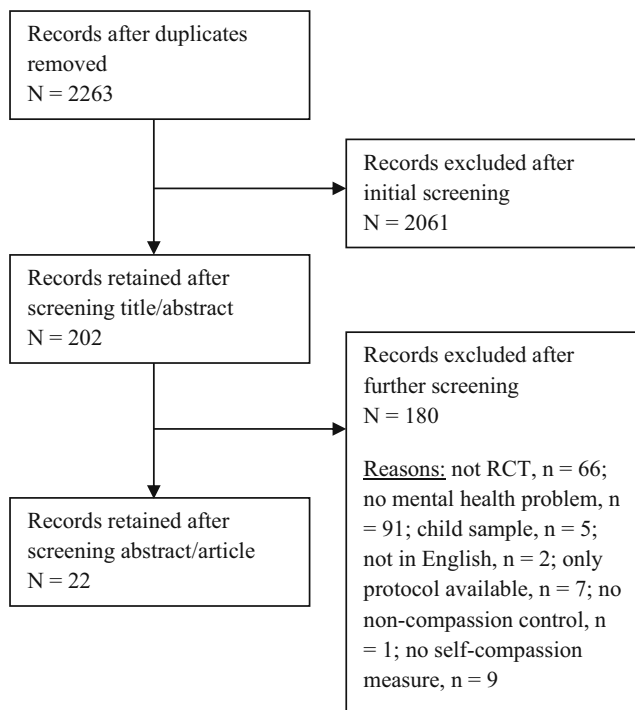 Records after duplicates
removed
N = 2263
Records excluded after
initial screening
N = 2061
Records retained after
screening title/abstract
N = 202
Records excluded after
further screening
N = 180
Reasons: not RCT, n = 66;
no mental health problem, n
= 91; child sample, n = 5;
not in English, n = 2; only
protocol available, n = 7; no
non-compassion control, n
= 1; no self-compassion
measure, n = 9
Records retained after
screening abstract/article
N = 22